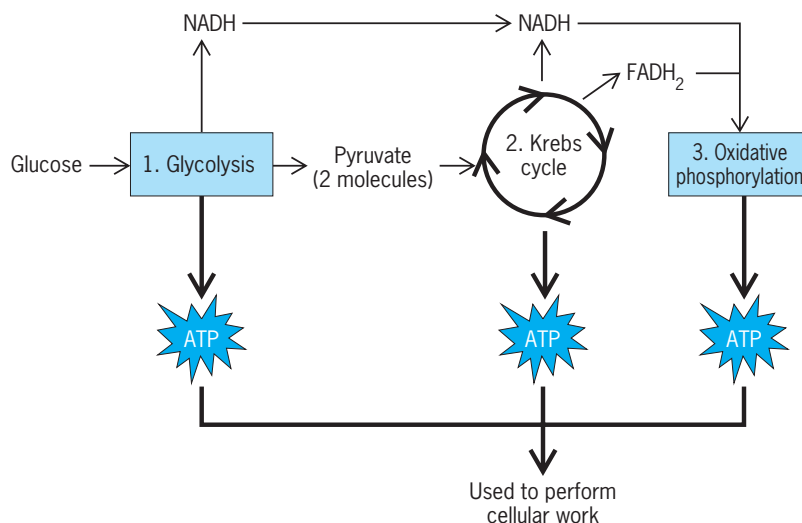 NADH
NADH
FADH₂
Glucose
1. Glycolysis
Pyruvate
(2 molecules)
2. Krebs
cycle
3. Oxidative
phosphorylation
ATP
ATP
ATP
Used to perform
cellular work